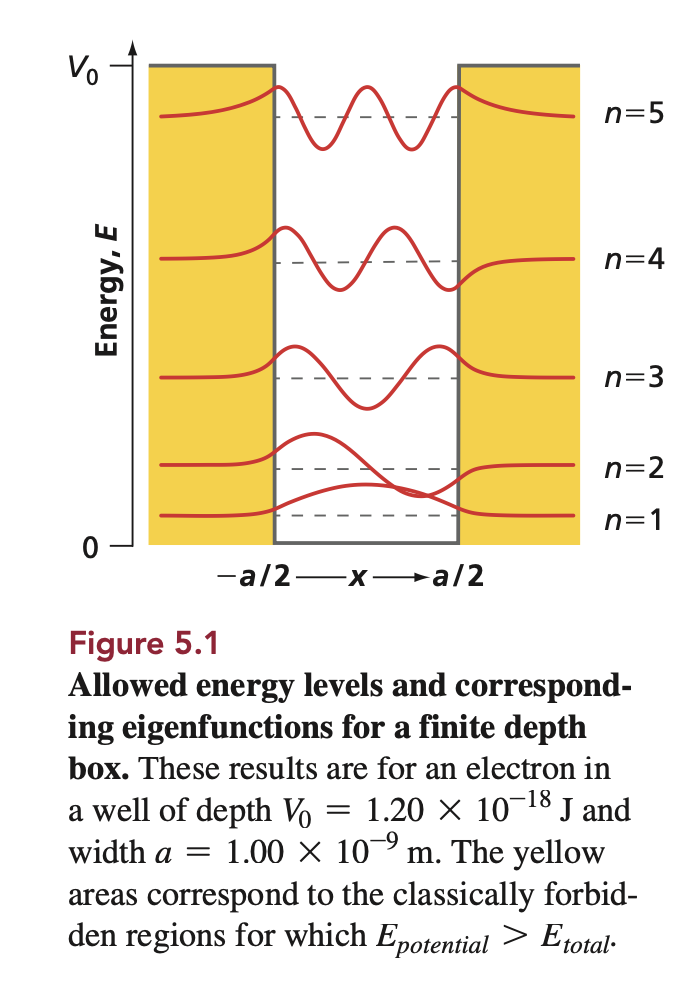 V₀
n=5
n=4
Energy, E
n=3
n=2
n=1
0
−a/2 x a/2
Figure 5.1
Allowed energy levels and correspond-
ing eigenfunctions for a finite depth
box. These results are for an electron in
a well of depth V₀ = 1.20 × 10⁻¹⁸ J and
width a = 1.00 × 10⁻⁹ m. The yellow
areas correspond to the classically forbid-
den regions for which E_potential > E_total.